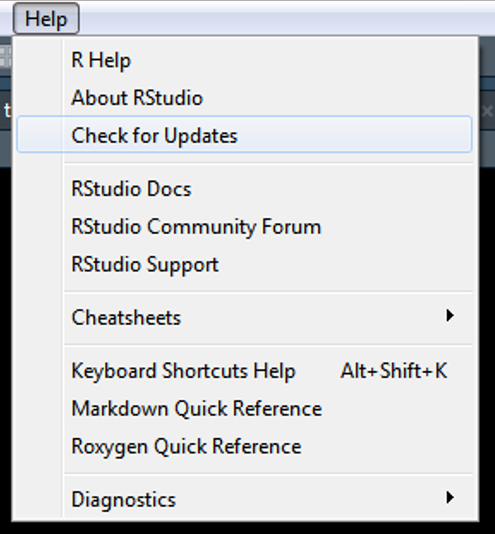 Help
R Help
About RStudio
t
Check for Updates
RStudio Docs
RStudio Community Forum
RStudio Support
Cheatsheets
Keyboard Shortcuts Help Alt+Shift+K
Markdown Quick Reference
Roxygen Quick Reference
Diagnostics